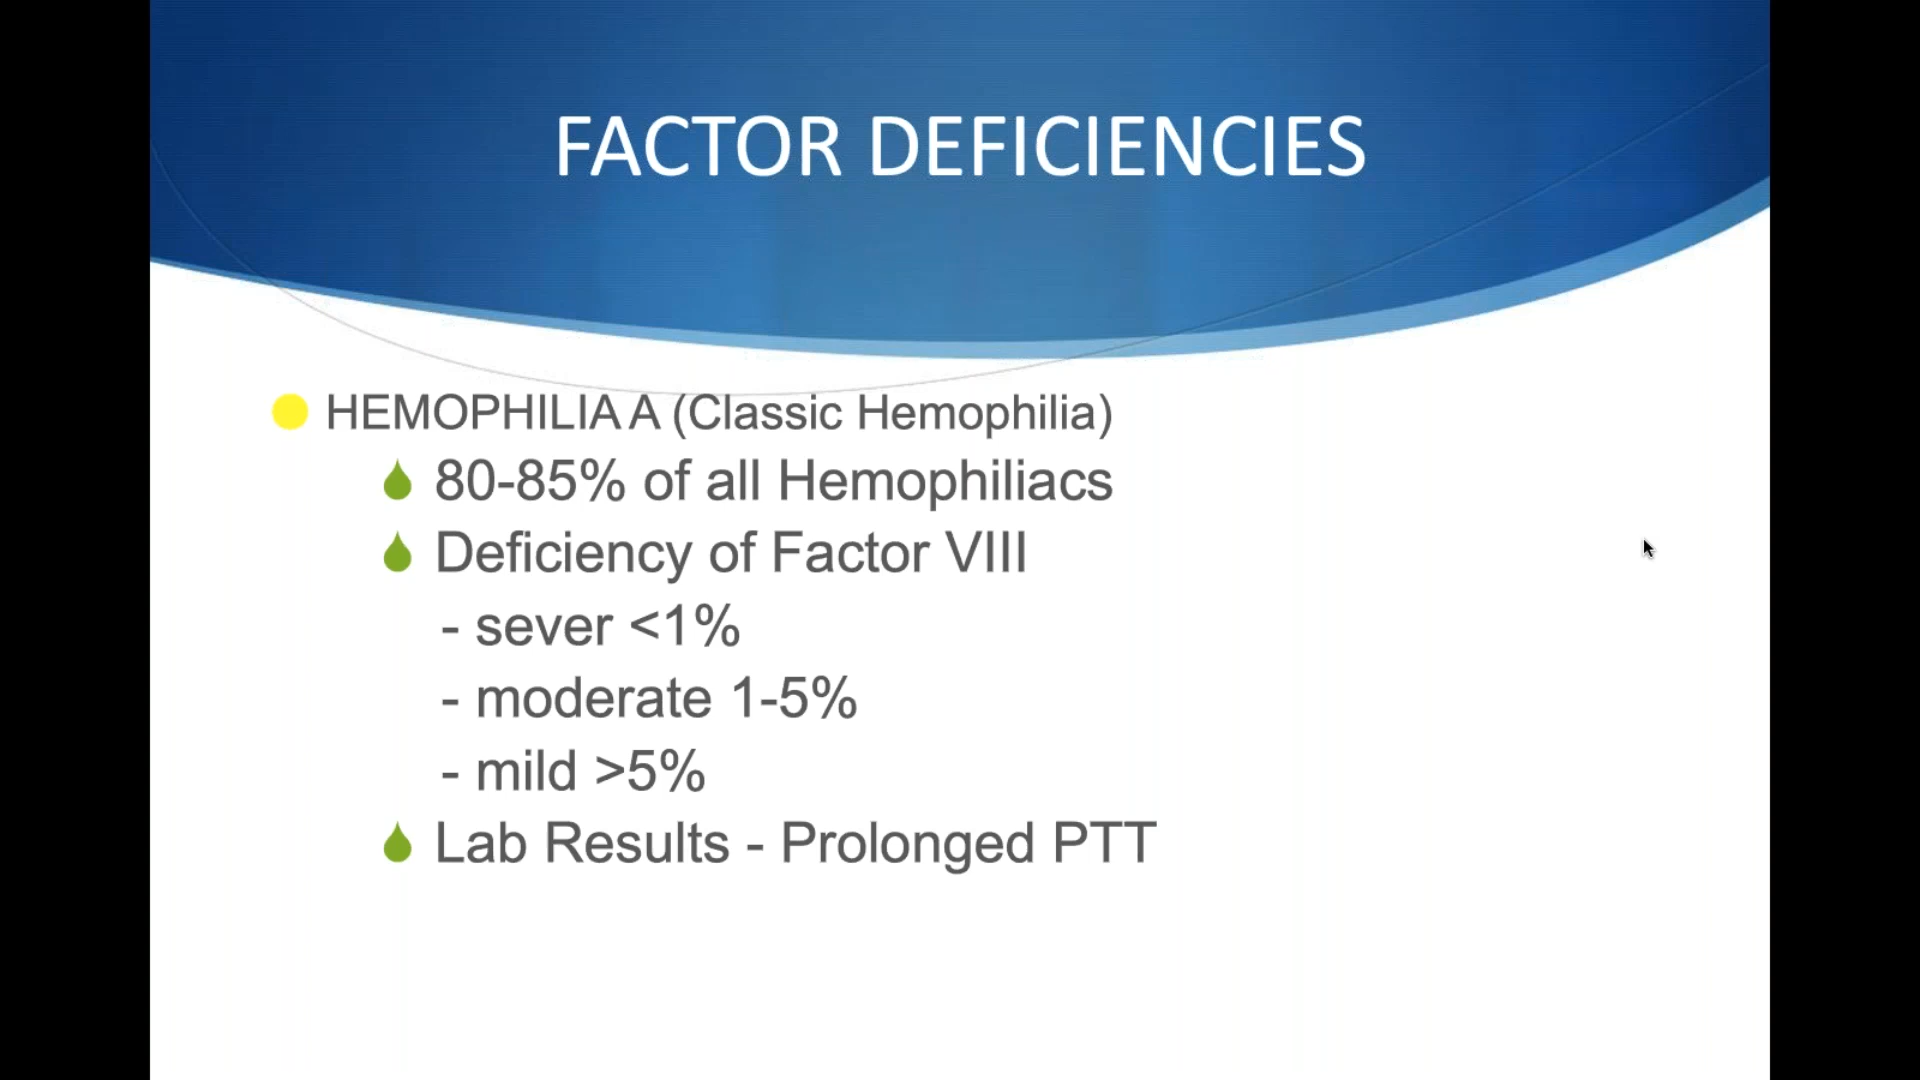 FACTOR DEFICIENCIES
HEMOPHILIA A (Classic Hemophilia)
80-85% of all Hemophiliacs
Deficiency of Factor VIII
- sever <1%
- moderate 1-5%
- mild >5%
Lab Results - Prolonged PTT